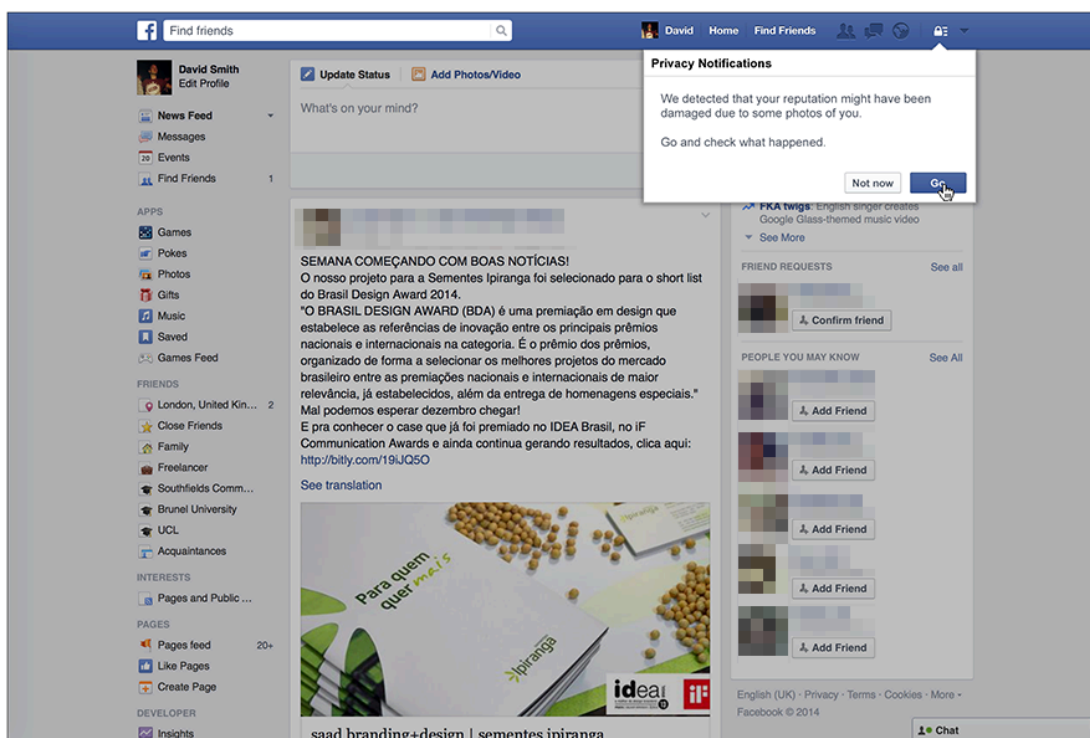 Find friends
David Home Find Friends
Privacy Notifications
We detected that your reputation might have been
damaged due to some photos of you.
Go and check what happened.
Not now Go
David Smith
Edit Profile
News Feed
Messages
20 Events
Find Friends 1
APPS
Games
Pokes
Photos
Gifts
Music
Saved
Games Feed
FRIENDS
London, United Kin... 2
Close Friends
Family
Freelancer
Southfields Comm...
Brunel University
UCL
Acquaintances
INTERESTS
Pages and Public ...
PAGES
Pages feed 20+
Like Pages
Create Page
DEVELOPER
Insights
Update Status Add Photos/Video
What's on your mind?
SEMANA COMEÇANDO COM BOAS NOTÍCIAS!
O nosso projeto para a Sementes Ipiranga foi selecionado para o short list
do Brasil Design Award 2014.
"O BRASIL DESIGN AWARD (BDA) é uma premiação em design que
estabelece as referências de inovação entre os principais prêmios
nacionais e internacionais na categoria. É o prêmio dos prêmios,
organizado de forma a selecionar os melhores projetos do mercado
brasileiro entre as premiações nacionais e internacionais de maior
relevância, já estabelecidos, além da entrega de homenagens especiais."
Mal podemos esperar dezembro chegar!
E pra conhecer o case que já foi premiado no IDEA Brasil, no iF
Communication Awards e ainda continua gerando resultados, clica aqui:
http://bitly.com/19iJQ5O
See translation
Ipiranga
Para quem
quer mais
Ipiranga
idea
saad branding+design | sementes ipiranga
FKA twigs: English singer creates
Google Glass-themed music video
See More
FRIEND REQUESTS See all
Confirm friend
PEOPLE YOU MAY KNOW See All
Add Friend
Add Friend
Add Friend
Add Friend
Add Friend
English (UK) · Privacy · Terms · Cookies · More
Facebook © 2014
Chat